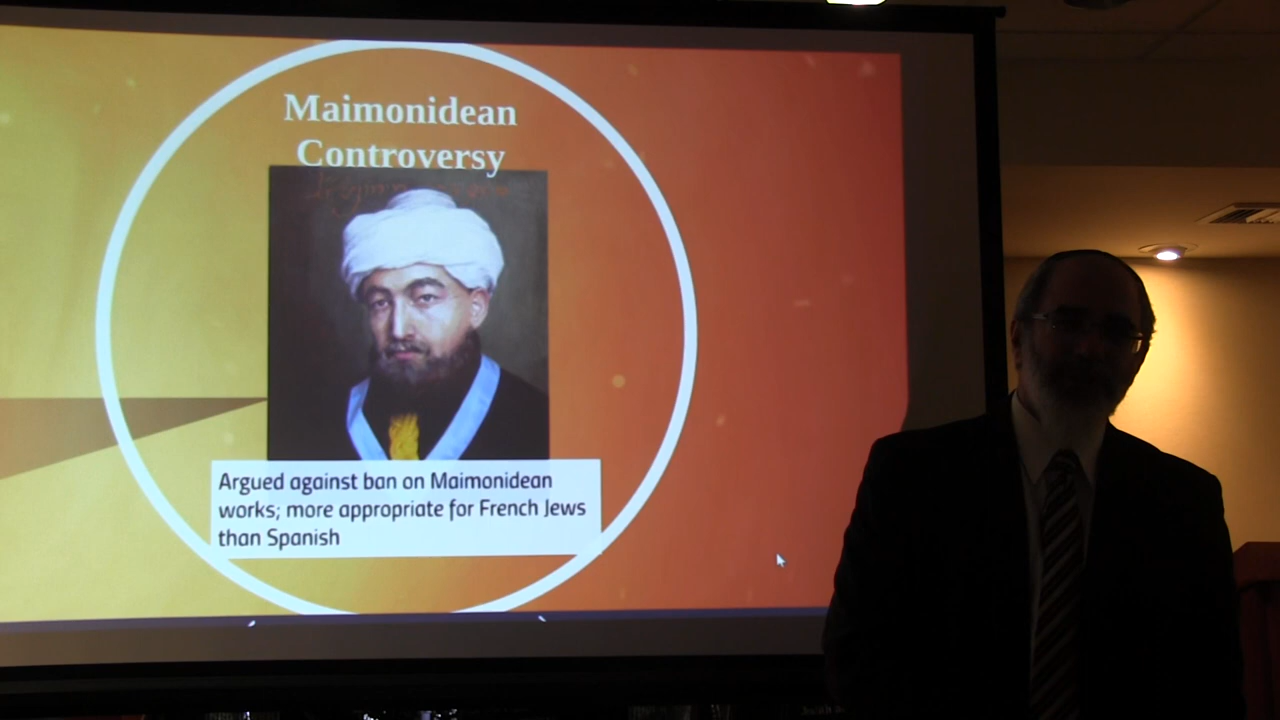 Maimonidean
Controversy
Argued against ban on Maimonidean
works; more appropriate for French Jews
than Spanish